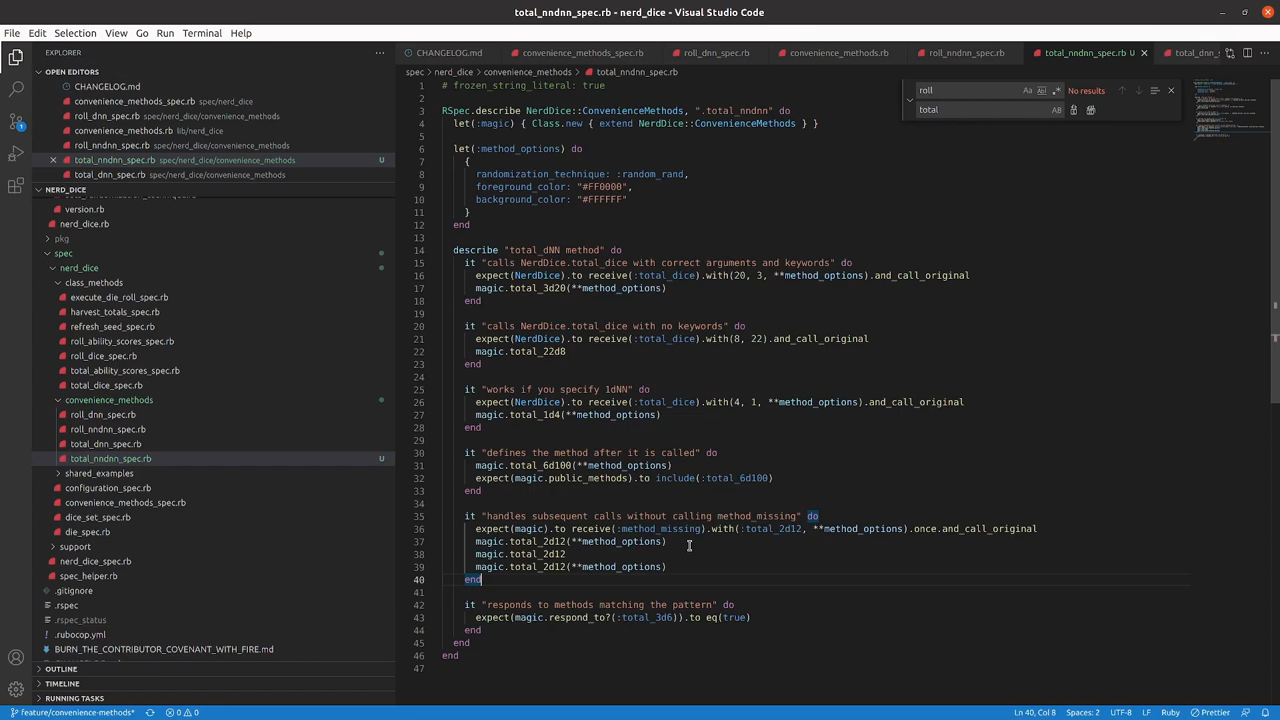 total_nndnn_spec.rb - nerd_dice - Visual Studio Code
File Edit Selection View Go Run Terminal Help
EXPLORER
OPEN EDITORS
CHANGELOG.md
convenience_methods_spec.rb spec/nerd_dice
roll_dnn_spec.rb spec/nerd_dice/convenience_methods
convenience_methods.rb lib/nerd_dice
roll_nndnn_spec.rb spec/nerd_dice/convenience_methods
total_nndnn_spec.rb spec/nerd_dice/convenience_methods U
total_dnn_spec.rb spec/nerd_dice/convenience_methods
NERD_DICE
version.rb
nerd_dice.rb
pkg
spec
nerd_dice
class_methods
execute_die_roll_spec.rb
harvest_totals_spec.rb
refresh_seed_spec.rb
roll_ability_scores_spec.rb
roll_dice_spec.rb
total_ability_scores_spec.rb
total_dice_spec.rb
convenience_methods
roll_dnn_spec.rb
roll_nndnn_spec.rb
total_dnn_spec.rb
total_nndnn_spec.rb U
shared_examples
configuration_spec.rb
convenience_methods_spec.rb
dice_set_spec.rb
die_spec.rb
support
nerd_dice_spec.rb
spec_helper.rb
.gitignore
.rspec
.rspec_status
.rubocop.yml
BURN_THE_CONTRIBUTOR_COVENANT_WITH_FIRE.md
OUTLINE
TIMELINE
RUNNING TASKS
1
CHANGELOG.md convenience_methods_spec.rb roll_dnn_spec.rb convenience_methods.rb roll_nndnn_spec.rb total_nndnn_spec.rb U total_dnn_
spec > nerd_dice > convenience_methods > total_nndnn_spec.rb
roll Aa ab .* No results
total AB
1 # frozen_string_literal: true
2
3 RSpec.describe NerdDice::ConvenienceMethods, ".total_nndnn" do
4 let(:magic) { Class.new { extend NerdDice::ConvenienceMethods } }
5
6 let(:method_options) do
7 {
8 randomization_technique: :random_rand,
9 foreground_color: "#FF0000",
10 background_color: "#FFFFFF"
11 }
12 end
13
14 describe "total_dNN method" do
15 it "calls NerdDice.total_dice with correct arguments and keywords" do
16 expect(NerdDice).to receive(:total_dice).with(20, 3, **method_options).and_call_original
17 magic.total_3d20(**method_options)
18 end
19
20 it "calls NerdDice.total_dice with no keywords" do
21 expect(NerdDice).to receive(:total_dice).with(8, 22).and_call_original
22 magic.total_22d8
23 end
24
25 it "works if you specify 1dNN" do
26 expect(NerdDice).to receive(:total_dice).with(4, 1, **method_options).and_call_original
27 magic.total_1d4(**method_options)
28 end
29
30 it "defines the method after it is called" do
31 magic.total_6d100(**method_options)
32 expect(magic.public_methods).to include(:total_6d100)
33 end
34
35 it "handles subsequent calls without calling method_missing" do
36 expect(magic).to receive(:method_missing).with(:total_2d12, **method_options).once.and_call_original
37 magic.total_2d12(**method_options)
38 magic.total_2d12
39 magic.total_2d12(**method_options)
40 end
41
42 it "responds to methods matching the pattern" do
43 expect(magic.respond_to?(:total_3d6)).to eq(true)
44 end
45 end
46 end
47
feature/convenience-methods* 0 0 Ln 40, Col 8 Spaces: 2 UTF-8 LF Ruby Prettier